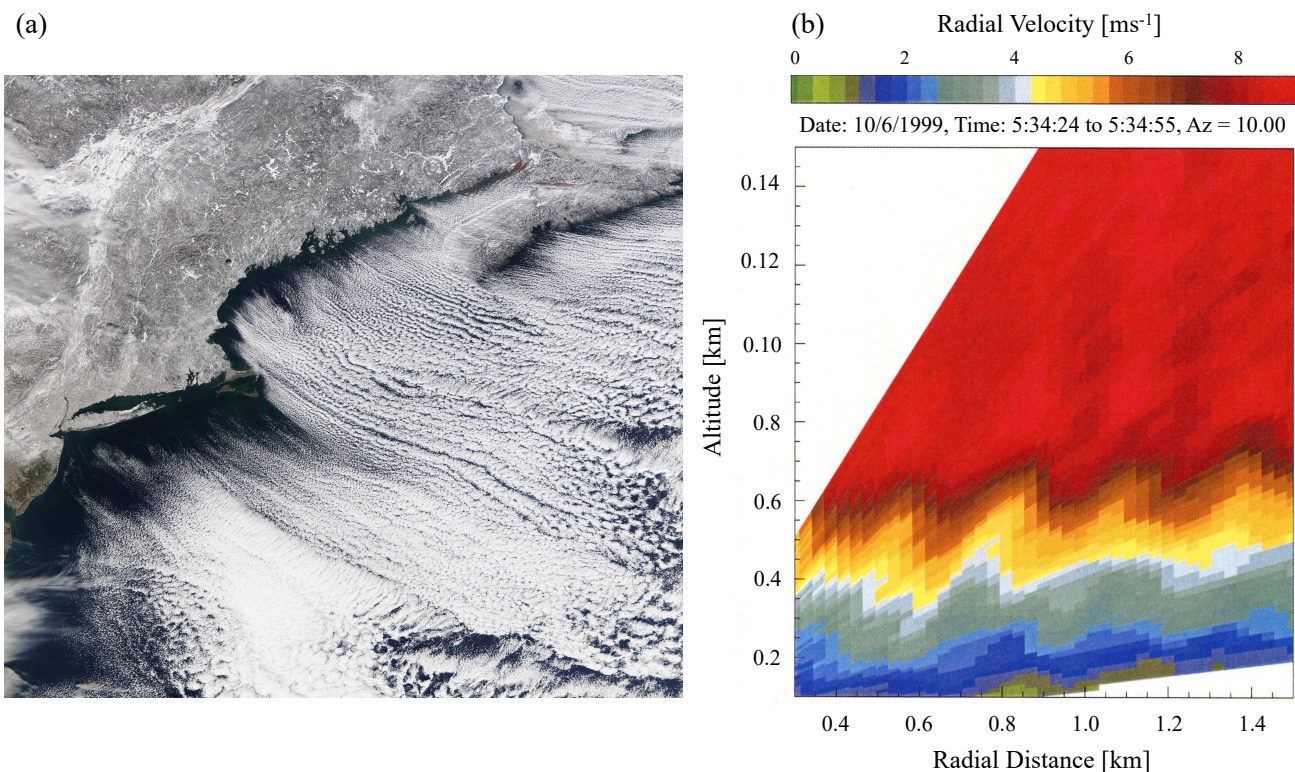 (a)
(b)
Radial Velocity [ms-1]
0 2 4 6 8
Date: 10/6/1999, Time: 5:34:24 to 5:34:55, Az = 10.00
Altitude [km]
0.14
0.12
0.10
0.8
0.6
0.4
0.2
0.4 0.6 0.8 1.0 1.2 1.4
Radial Distance [km]